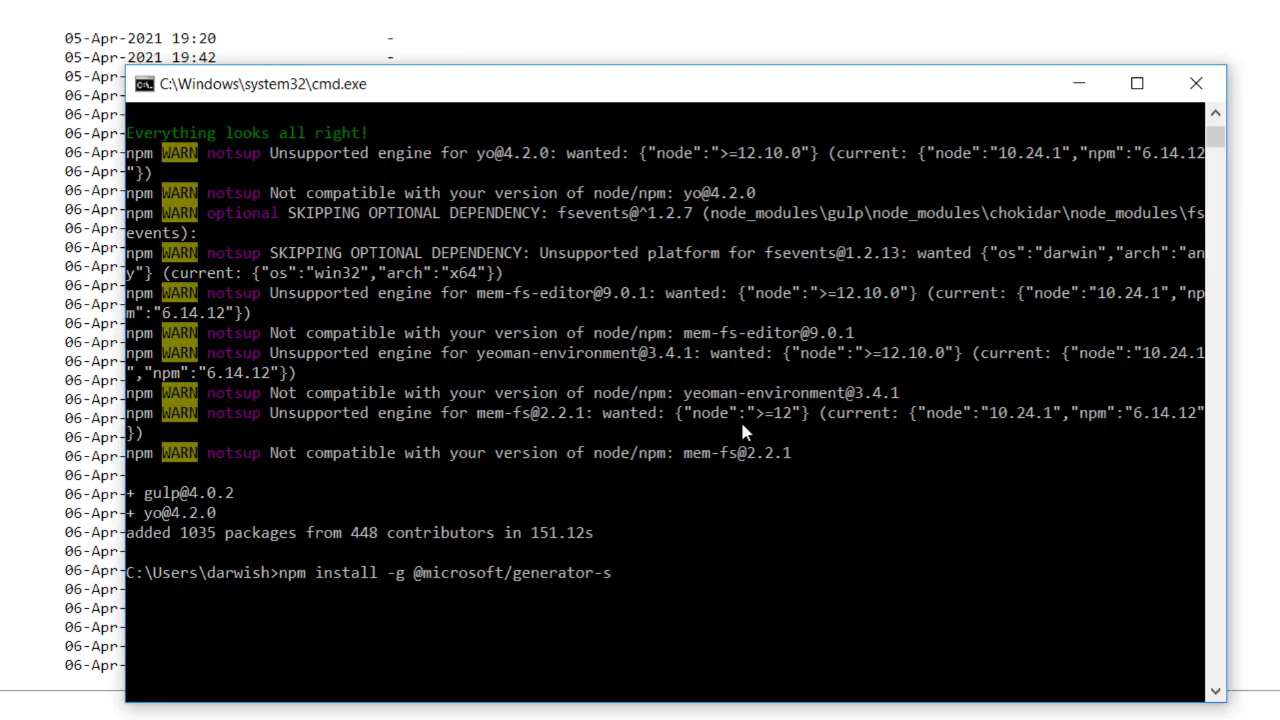 05-Apr-2021 19:20 -
05-Apr-2021 19:42 -
05-Apr-
C:\Windows\system32\cmd.exe
06-Apr-
06-Apr-
06-Apr-
Everything looks all right!
06-Apr-
npm WARN notsup Unsupported engine for yo@4.2.0: wanted: {"node":">=12.10.0"} (current: {"node":"10.24.1","npm":"6.14.12
06-Apr-
"})
06-Apr-
npm WARN notsup Not compatible with your version of node/npm: yo@4.2.0
06-Apr-
npm WARN optional SKIPPING OPTIONAL DEPENDENCY: fsevents@^1.2.7 (node_modules\gulp\node_modules\chokidar\node_modules\fs
06-Apr-
events):
06-Apr-
npm WARN notsup SKIPPING OPTIONAL DEPENDENCY: Unsupported platform for fsevents@1.2.13: wanted {"os":"darwin","arch":"an
06-Apr-
y"} (current: {"os":"win32","arch":"x64"})
06-Apr-
npm WARN notsup Unsupported engine for mem-fs-editor@9.0.1: wanted: {"node":">=12.10.0"} (current: {"node":"10.24.1","np
06-Apr-
m":"6.14.12"})
06-Apr-
npm WARN notsup Not compatible with your version of node/npm: mem-fs-editor@9.0.1
06-Apr-
npm WARN notsup Unsupported engine for yeoman-environment@3.4.1: wanted: {"node":">=12.10.0"} (current: {"node":"10.24.1
06-Apr-
","npm":"6.14.12"})
06-Apr-
npm WARN notsup Not compatible with your version of node/npm: yeoman-environment@3.4.1
06-Apr-
npm WARN notsup Unsupported engine for mem-fs@2.2.1: wanted: {"node":">=12"} (current: {"node":"10.24.1","npm":"6.14.12"
06-Apr-
})
06-Apr-
npm WARN notsup Not compatible with your version of node/npm: mem-fs@2.2.1
06-Apr-
06-Apr-
+ gulp@4.0.2
06-Apr-
+ yo@4.2.0
06-Apr-
added 1035 packages from 448 contributors in 151.12s
06-Apr-
06-Apr-
C:\Users\darwish>npm install -g @microsoft/generator-s
06-Apr-
06-Apr-
06-Apr-
06-Apr-
06-Apr-